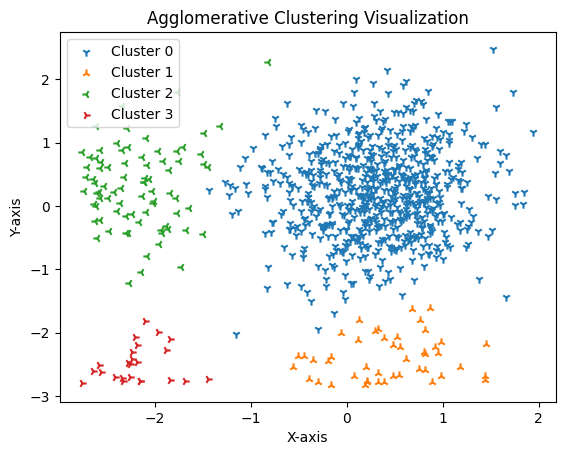 Agglomerative Clustering Visualization
Cluster 0
Cluster 1
Cluster 2
Cluster 3
2
1
0
−1
−2
−3
Y-axis
−2
−1
0
1
2
X-axis